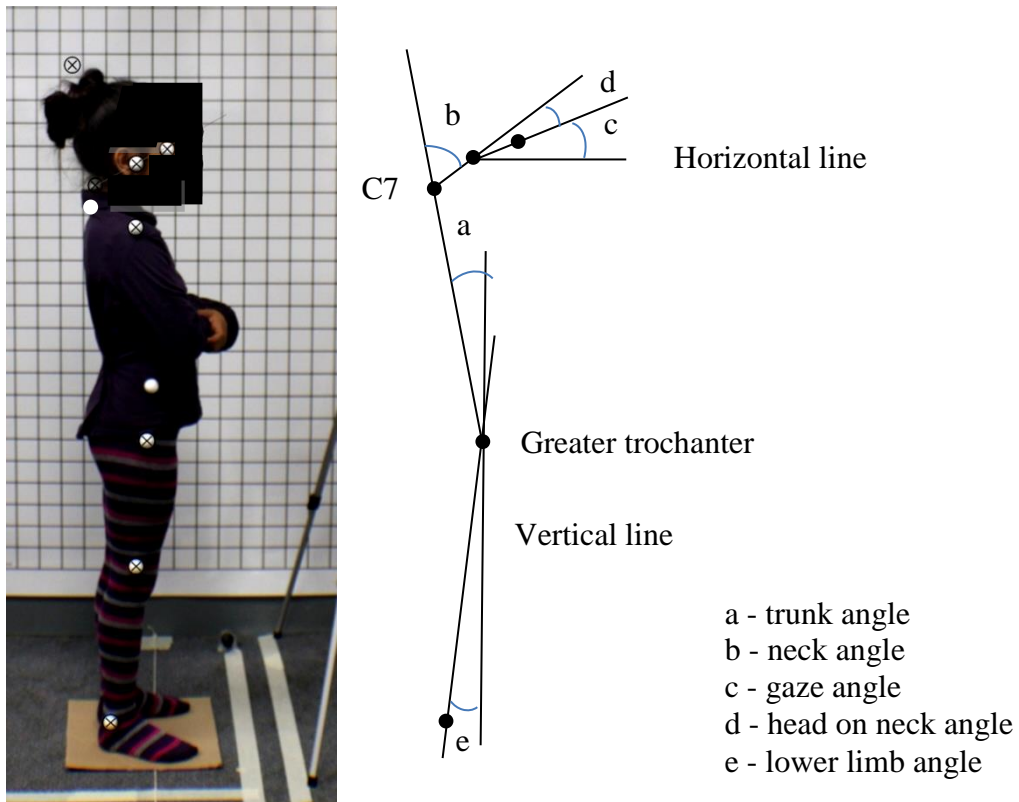 d
b
c
Horizontal line
C7
a
Greater trochanter
Vertical line
a - trunk angle
b - neck angle
c - gaze angle
d - head on neck angle
e - lower limb angle
e